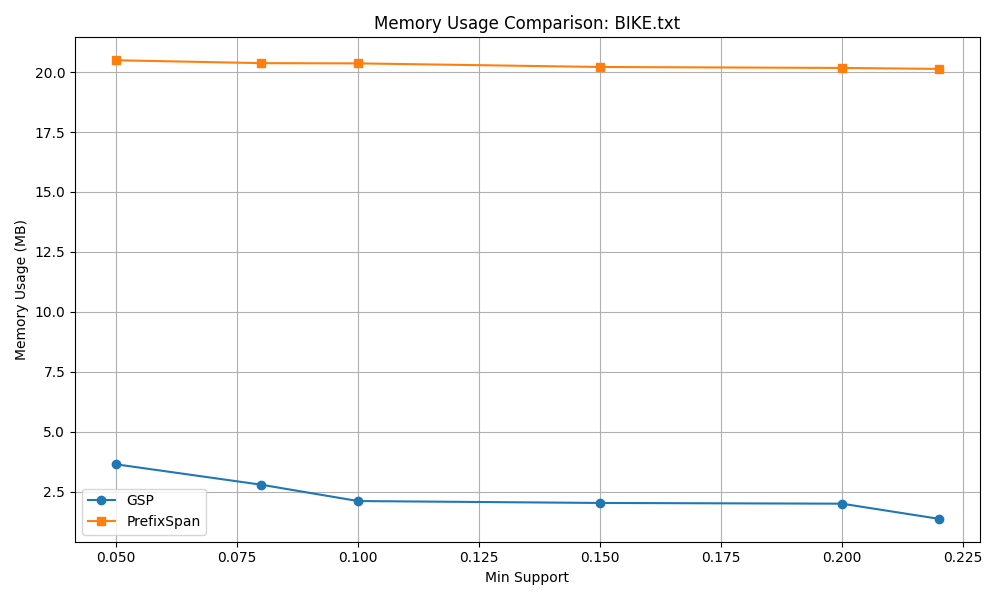 Memory Usage Comparison: BIKE.txt
Memory Usage (MB)
20.0
17.5
15.0
12.5
10.0
7.5
5.0
2.5
GSP
PrefixSpan
0.050 0.075 0.100 0.125 0.150 0.175 0.200 0.225
Min Support